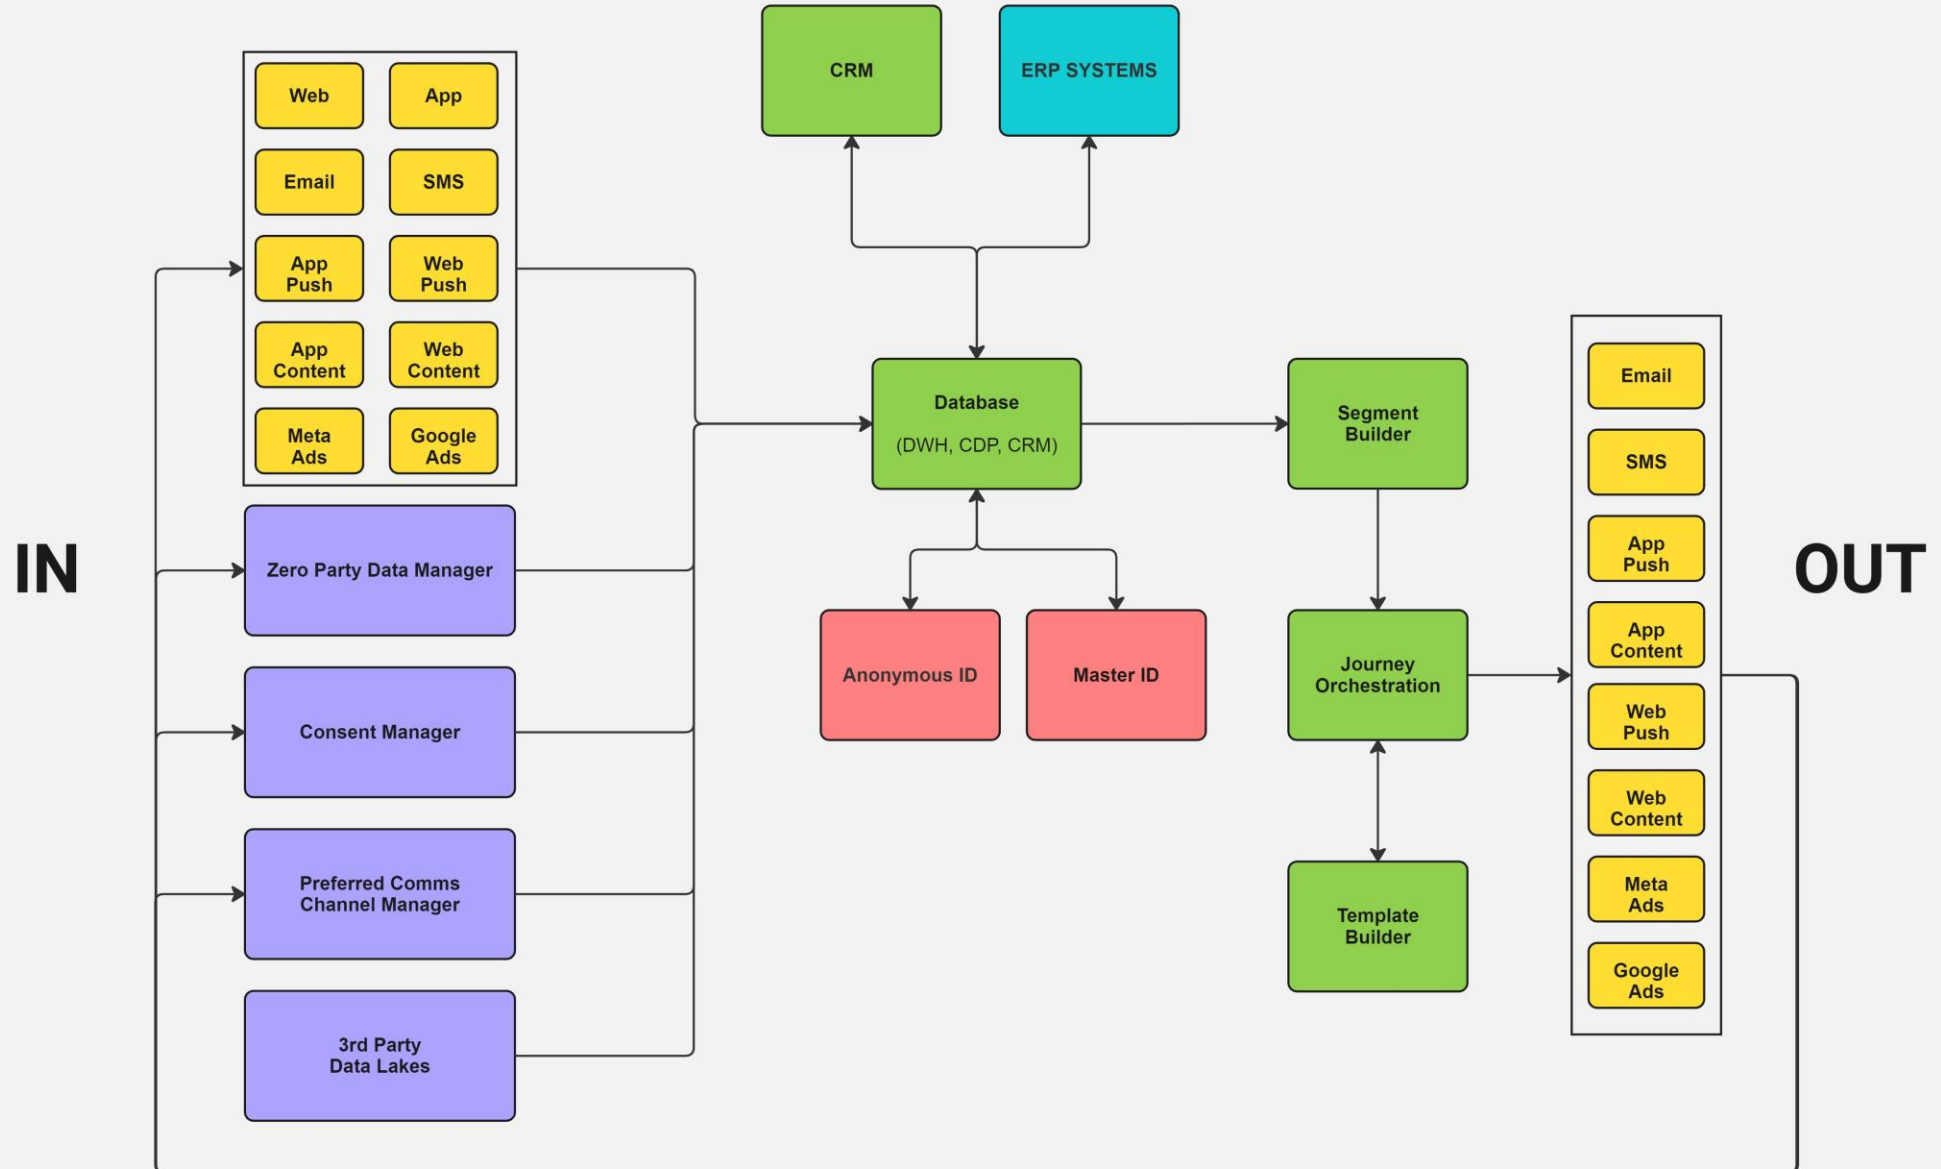 CRM
ERP SYSTEMS
Web
App
Email
SMS
App
Push
Web
Push
App
Content
Web
Content
Meta
Ads
Google
Ads
IN
Zero Party Data Manager
Consent Manager
Preferred Comms
Channel Manager
3rd Party
Data Lakes
Database
(DWH, CDP, CRM)
Anonymous ID
Master ID
Segment
Builder
Journey
Orchestration
Template
Builder
Email
SMS
App
Push
App
Content
Web
Push
Web
Content
Meta
Ads
Google
Ads
OUT